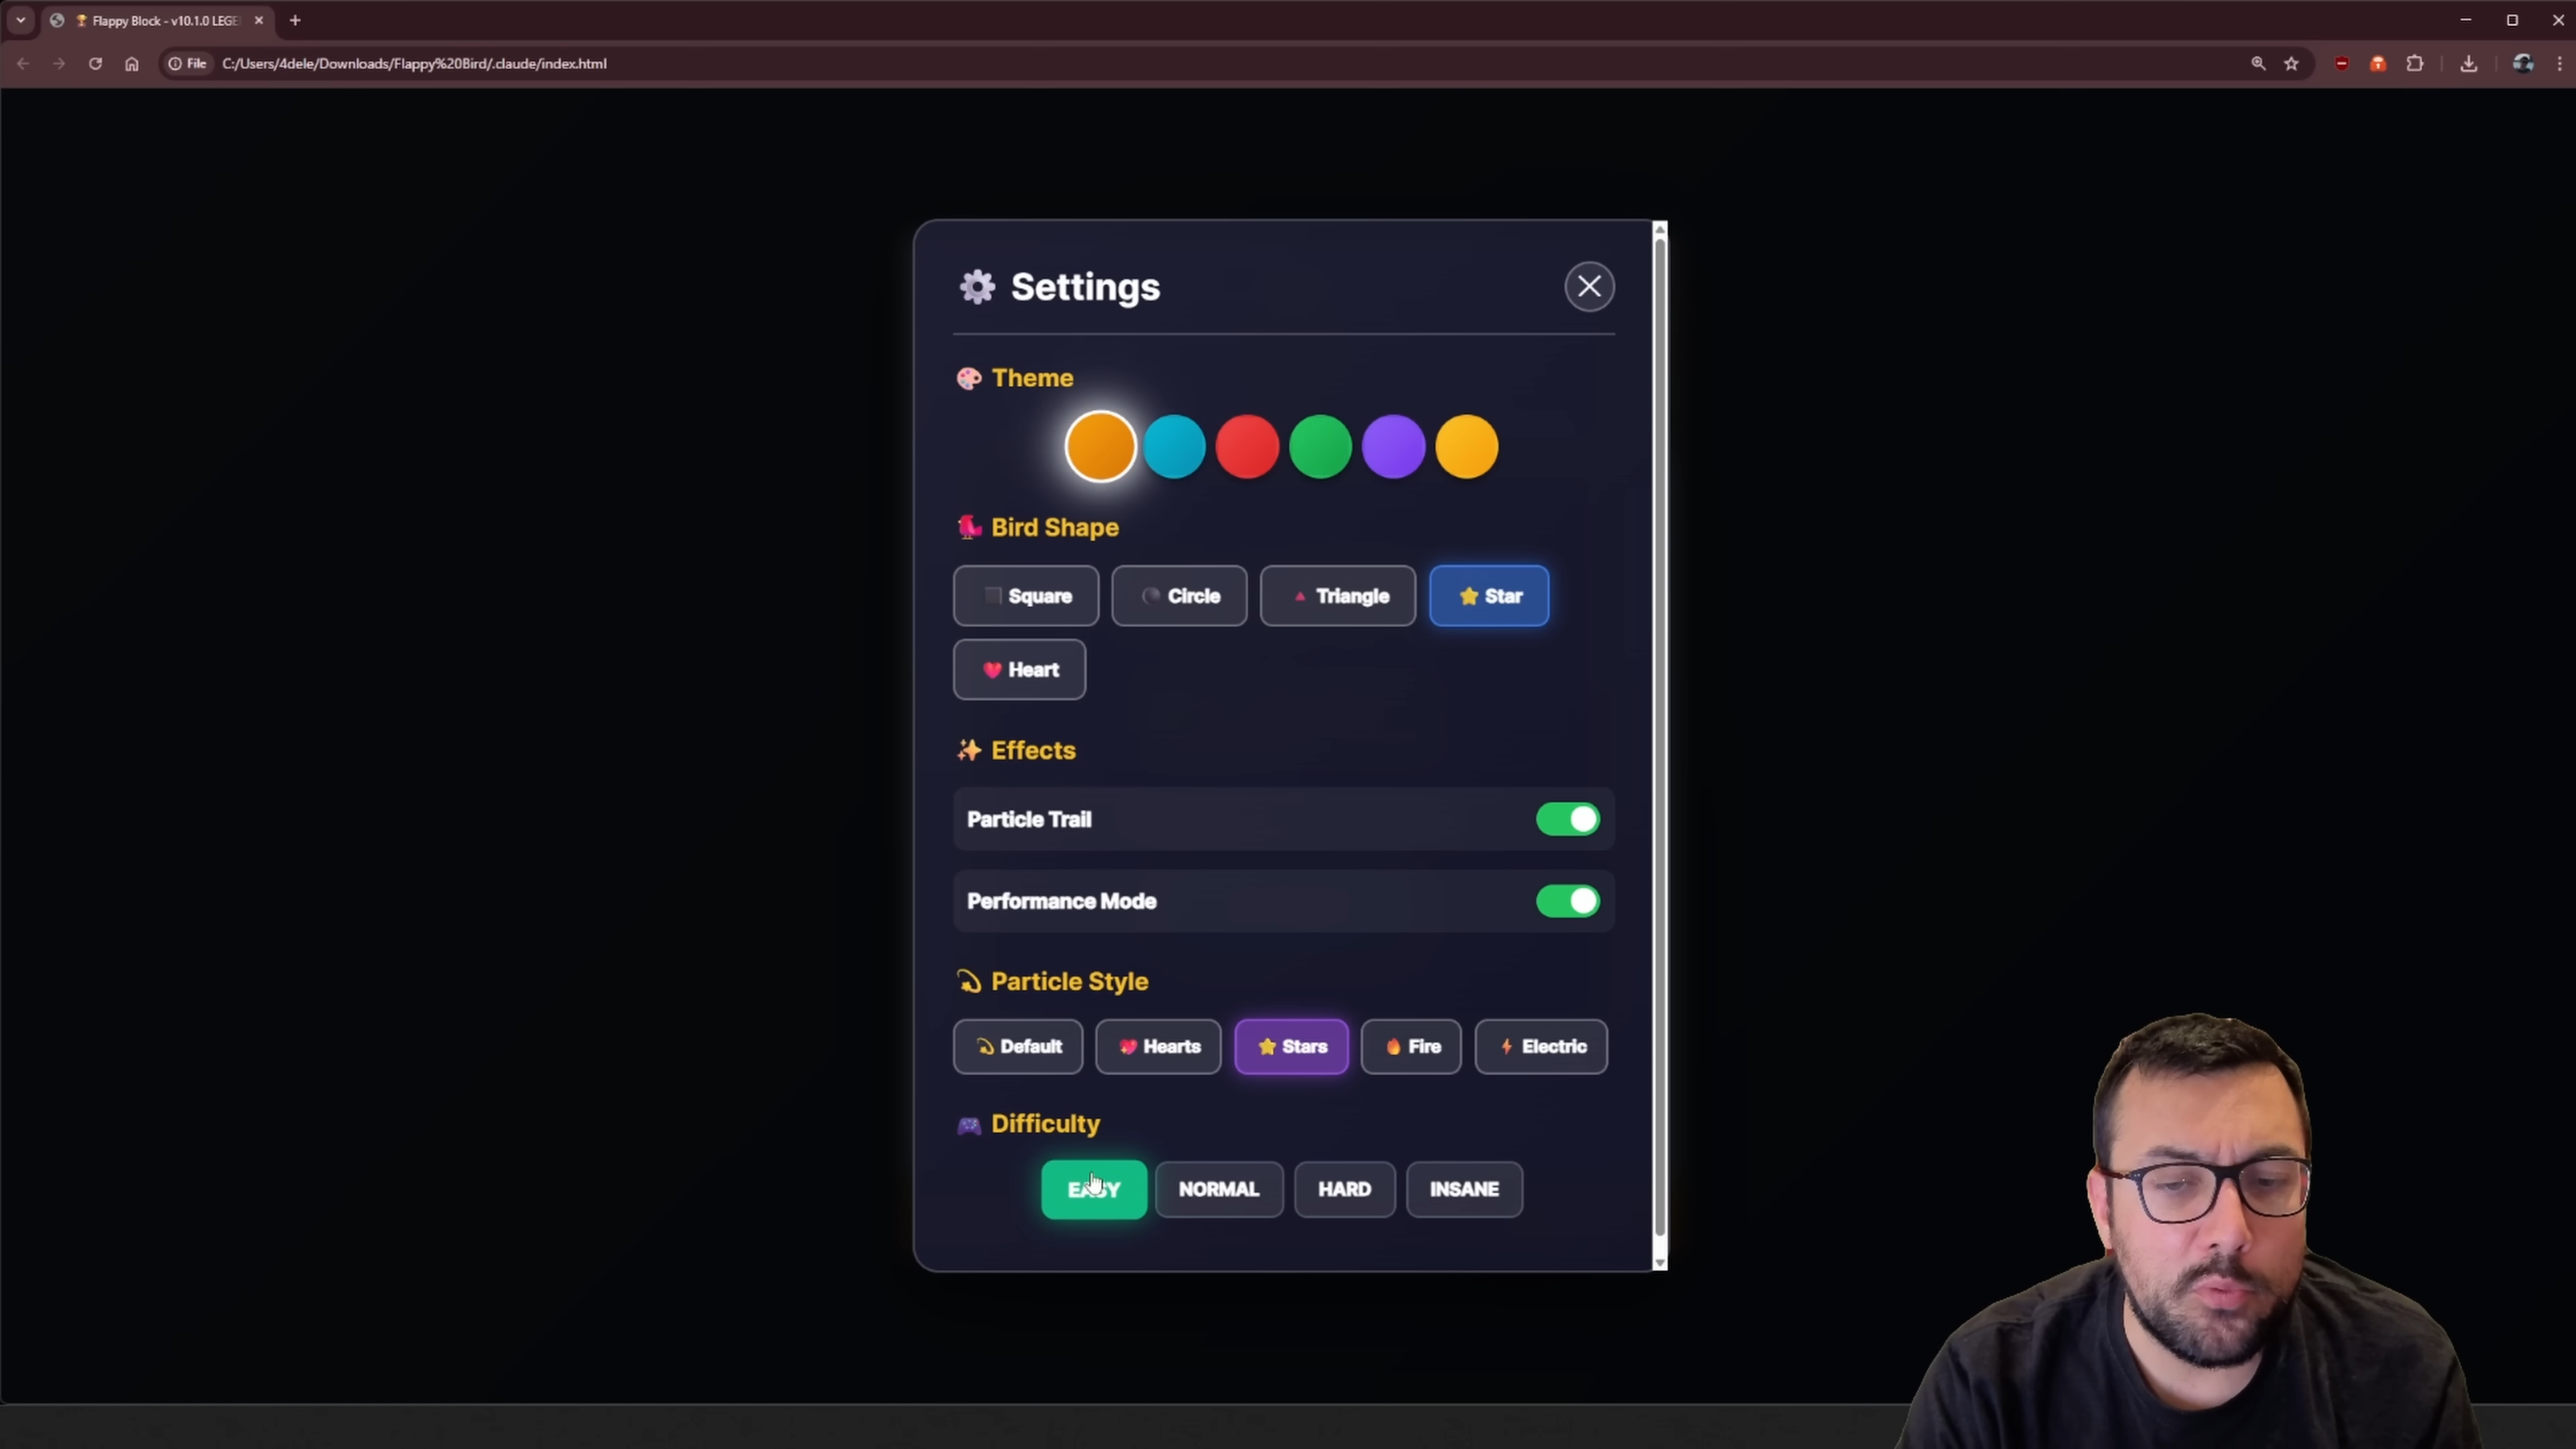 Flappy Block - v10.1.0 LEGE
File C:/Users/4dele/Downloads/Flappy%20Bird/.claude/index.html
Settings
Theme
Bird Shape
Square Circle Triangle Star
Heart
Effects
Particle Trail
Performance Mode
Particle Style
Default Hearts Stars Fire Electric
Difficulty
EASY NORMAL HARD INSANE